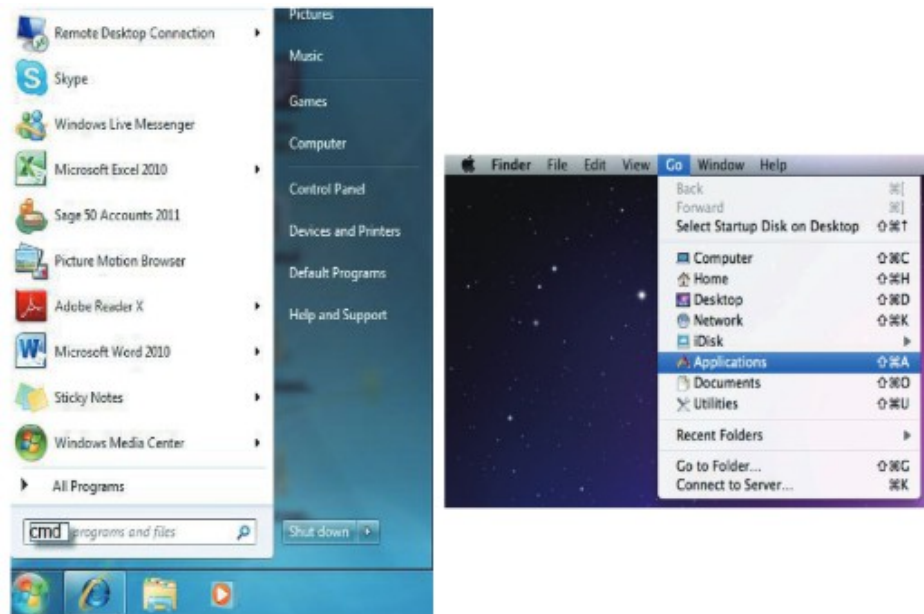 Remote Desktop Connection
Skype
Windows Live Messenger
Microsoft Excel 2010
Sage 50 Accounts 2011
Picture Motion Browser
Adobe Reader X
Microsoft Word 2010
Sticky Notes
Windows Media Center
All Programs
cmd programs and files
Pictures
Music
Games
Computer
Control Panel
Devices and Printers
Default Programs
Help and Support
Shut down
Finder File Edit View Go Window Help
Back ⌘[
Forward ⌘]
Select Startup Disk on Desktop ⇧⌘↑
Computer ⇧⌘C
Home ⇧⌘H
Desktop ⇧⌘D
Network ⇧⌘K
iDisk
Applications ⇧⌘A
Documents ⇧⌘O
Utilities ⇧⌘U
Recent Folders
Go to Folder... ⇧⌘G
Connect to Server... ⌘K